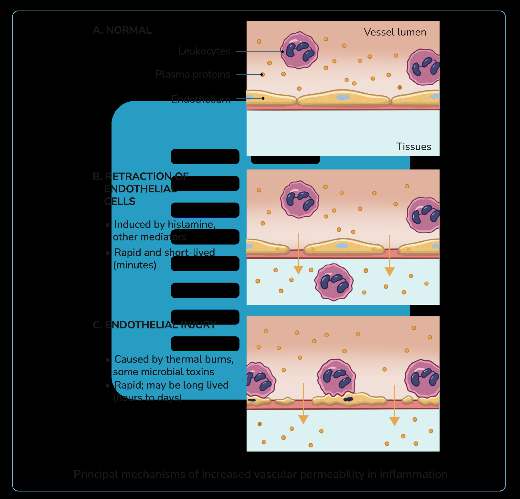 A. NORMAL
Vessel lumen
Leukocytes
Plasma proteins
Endothelium
Tissues
B. RETRACTION OF
ENDOTHELIAL
CELLS
• Induced by histamine,
other mediators
• Rapid and short-lived
(minutes)
C. ENDOTHELIAL INJURY
• Caused by thermal burns,
some microbial toxins
• Rapid; may be long lived
(hours to days)
Principal mechanisms of increased vascular permeability in inflammation